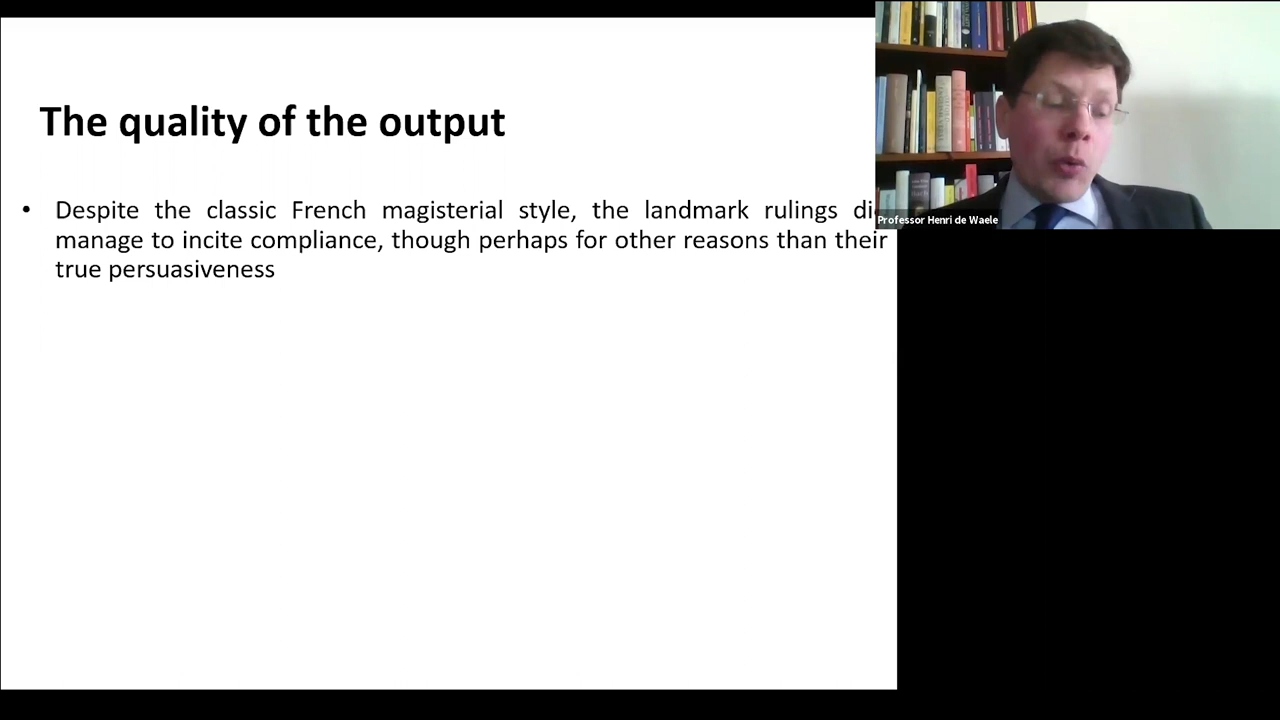 The quality of the output
• Despite the classic French magisterial style, the landmark rulings di
manage to incite compliance, though perhaps for other reasons than their
true persuasiveness
Professor Henri de Waele